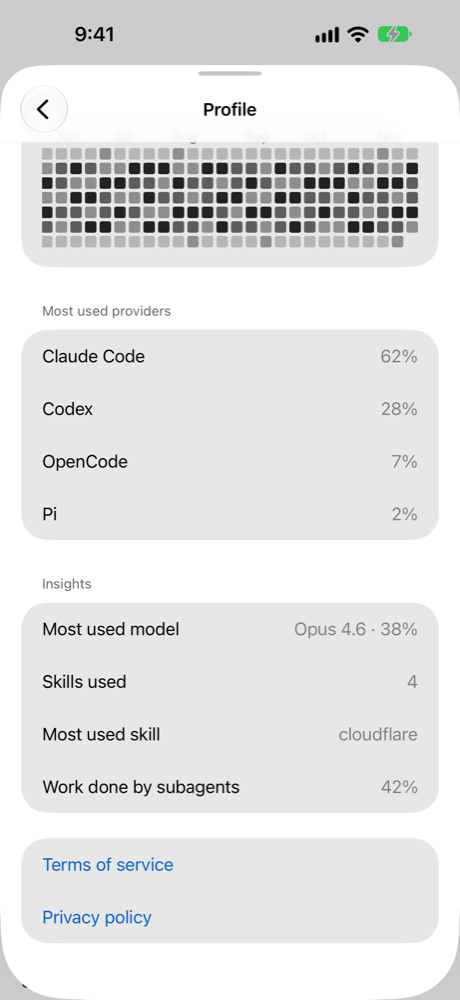 9:41
Profile
Most used providers
Claude Code 62%
Codex 28%
OpenCode 7%
Pi 2%
Insights
Most used model Opus 4.6 · 38%
Skills used 4
Most used skill cloudflare
Work done by subagents 42%
Terms of service
Privacy policy